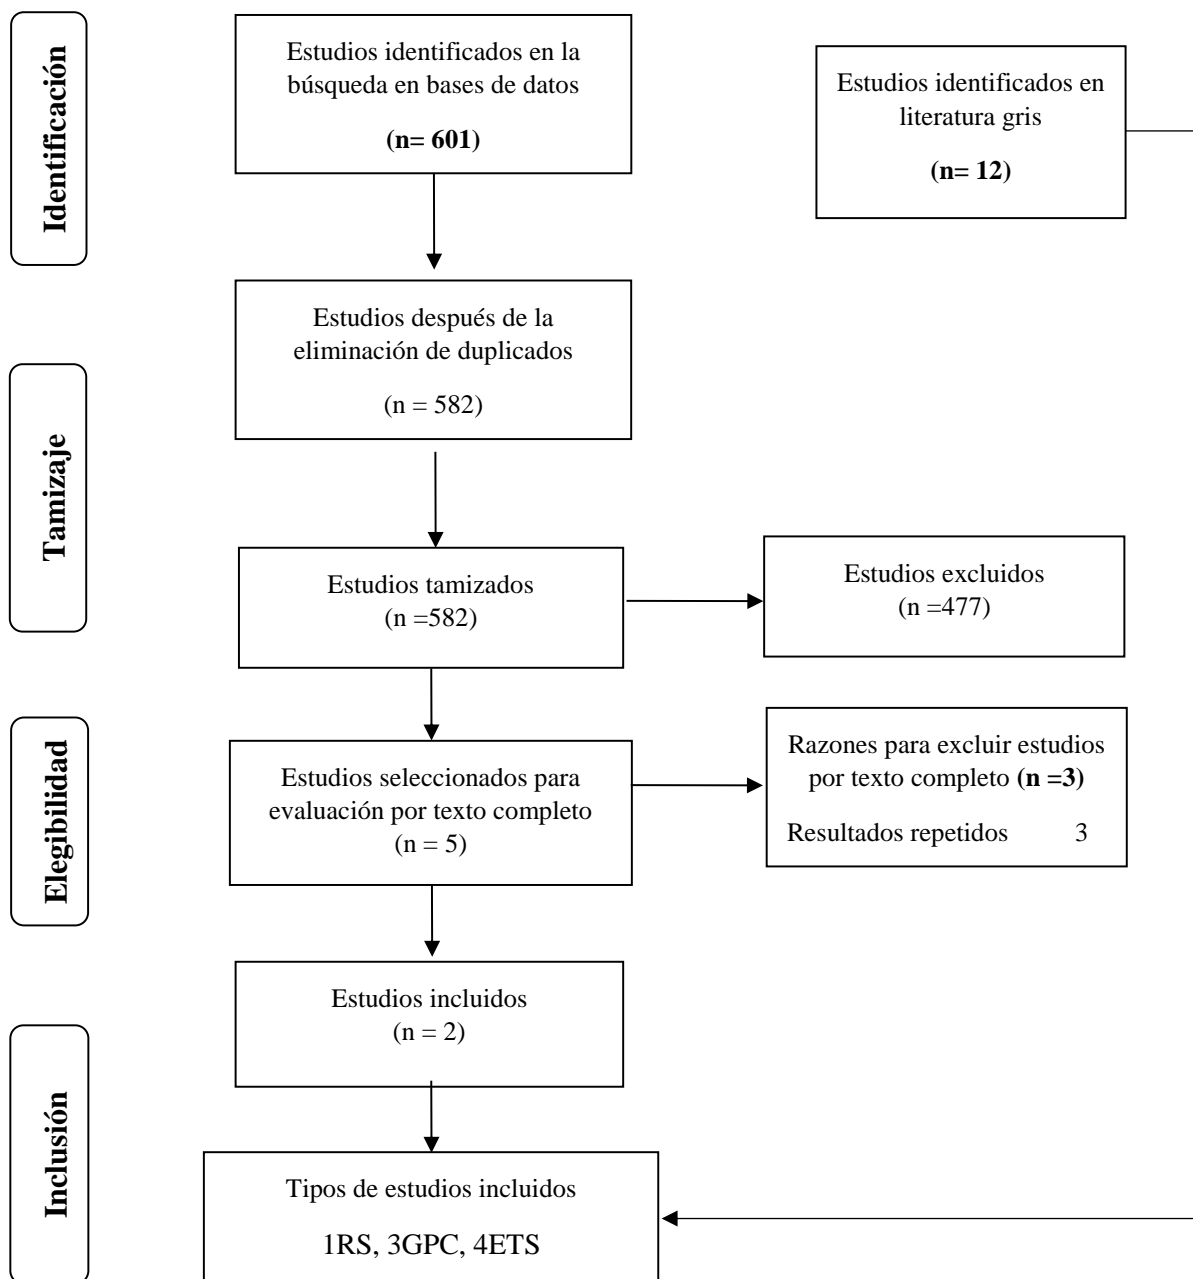 Identificación
Estudios identificados en la
búsqueda en bases de datos
(n= 601)
Estudios identificados en
literatura gris
(n= 12)
Estudios después de la
eliminación de duplicados
(n = 582)
Tamizaje
Estudios tamizados
(n =582)
Estudios excluidos
(n =477)
Elegibilidad
Estudios seleccionados para
evaluación por texto completo
(n = 5)
Razones para excluir estudios
por texto completo (n =3)
Resultados repetidos 3
Inclusión
Estudios incluidos
(n = 2)
Tipos de estudios incluidos
1RS, 3GPC, 4ETS